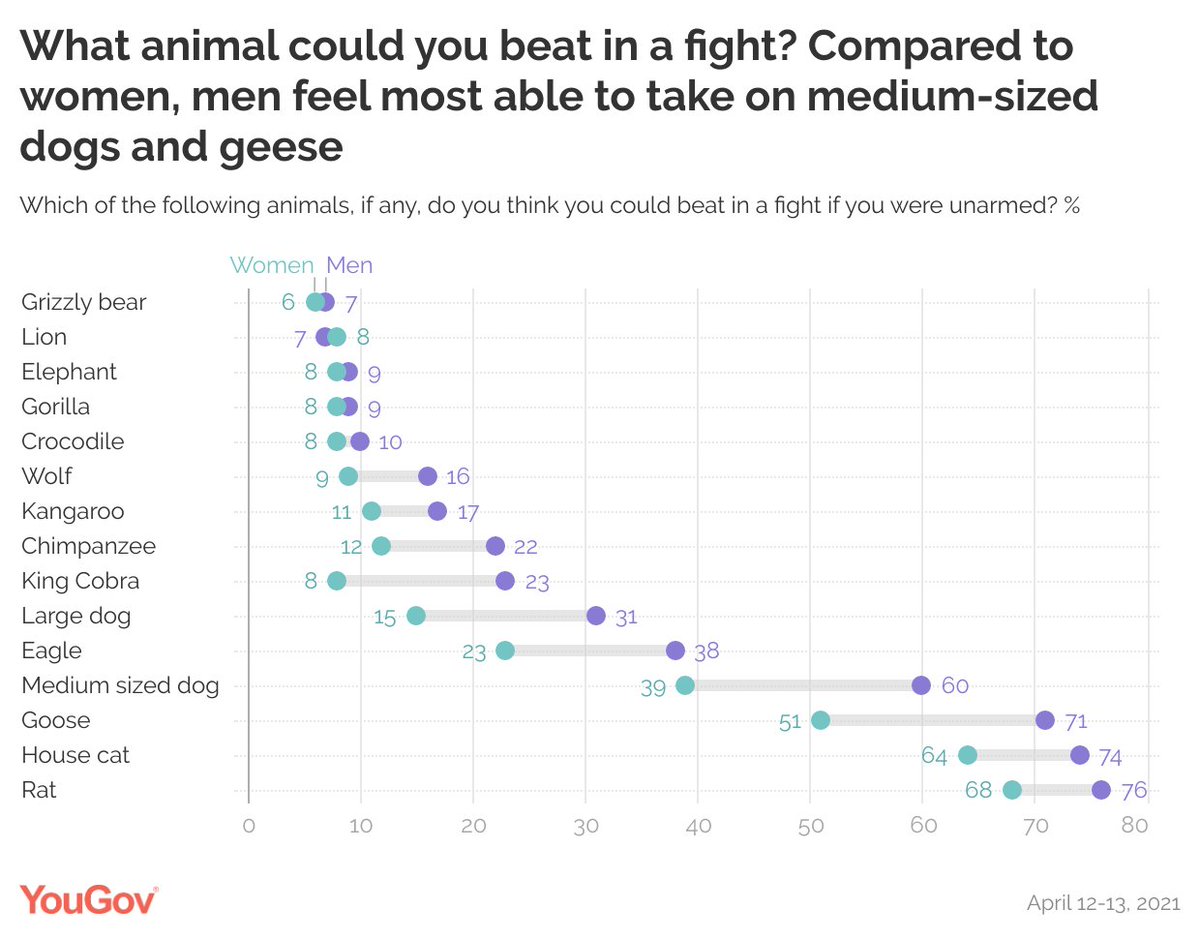 What animal could you beat in a fight? Compared to
women, men feel most able to take on medium-sized
dogs and geese
Which of the following animals, if any, do you think you could beat in a fight if you were unarmed? %
Women Men
Grizzly bear 6 7
Lion 7 8
Elephant 8 9
Gorilla 8 9
Crocodile 8 10
Wolf 9 16
Kangaroo 11 17
Chimpanzee 12 22
King Cobra 8 23
Large dog 15 31
Eagle 23 38
Medium sized dog 39 60
Goose 51 71
House cat 64 74
Rat 68 76
0 10 20 30 40 50 60 70 80
YouGov® April 12-13, 2021